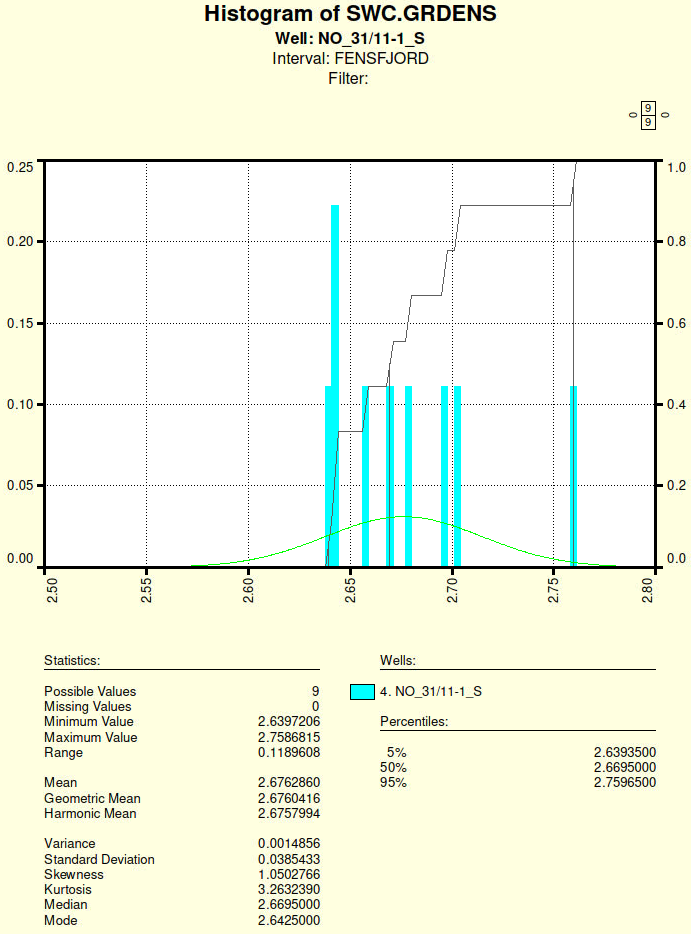 Histogram of SWC.GRDENS
Well: NO_31/11-1_S
Interval: FENSFJORD
Filter:
0 9 0
9
0.25 1.0
0.20 0.8
0.15 0.6
0.10 0.4
0.05 0.2
0.00 0.0
2.50 2.55 2.60 2.65 2.70 2.75 2.80
Statistics:
Possible Values 9
Missing Values 0
Minimum Value 2.6397206
Maximum Value 2.7586815
Range 0.1189608
Mean 2.6762860
Geometric Mean 2.6760416
Harmonic Mean 2.6757994
Variance 0.0014856
Standard Deviation 0.0385433
Skewness 1.0502766
Kurtosis 3.2632390
Median 2.6695000
Mode 2.6425000
Wells:
4. NO_31/11-1_S
Percentiles:
5% 2.6393500
50% 2.6695000
95% 2.7596500